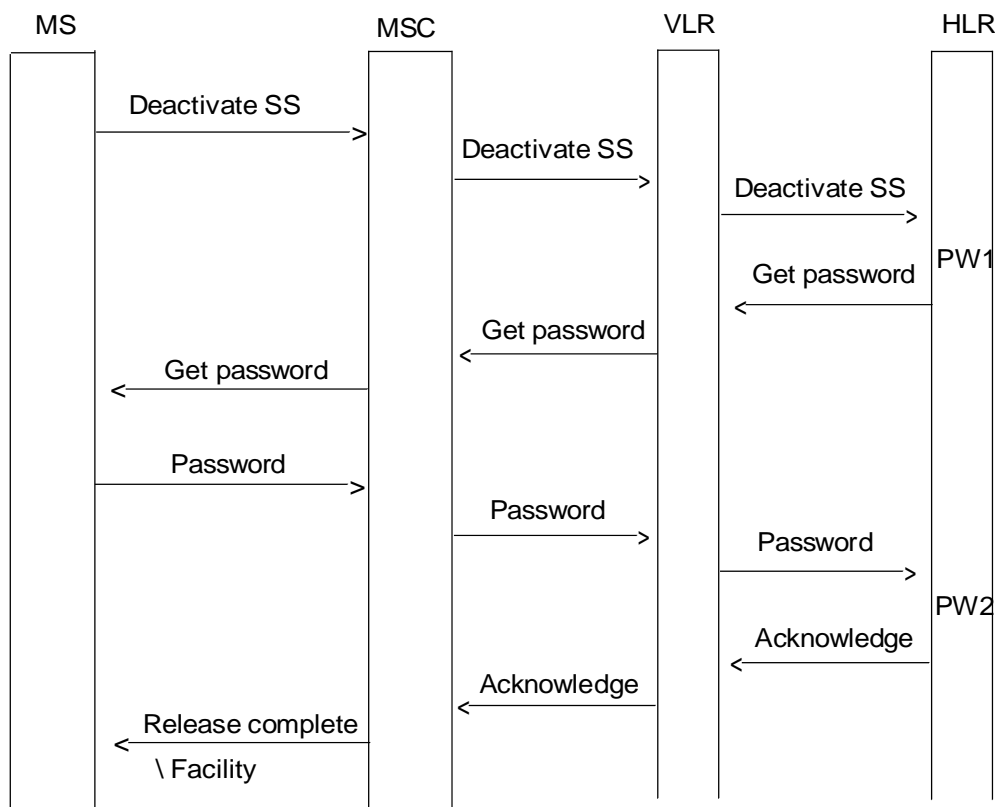 MS
MSC
VLR
HLR
Deactivate SS
Deactivate SS
Deactivate SS
PW1
Get password
Get password
Get password
Password
Password
Password
PW2
Acknowledge
Acknowledge
Release complete
\ Facility